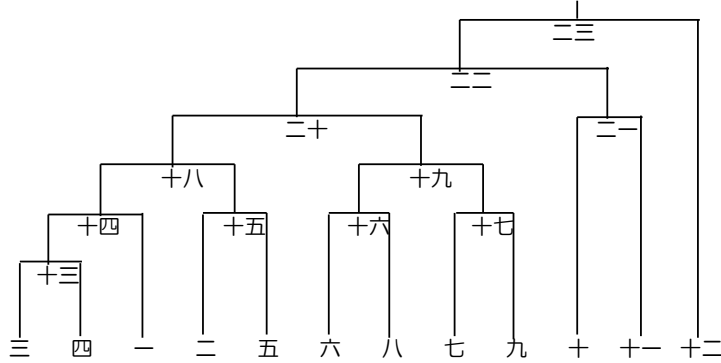 二三
二二
二十 二一
十八 十九
十四 十五 十六 十七
十三
三 四 一 二 五 六 八 七 九 十 十一 十二